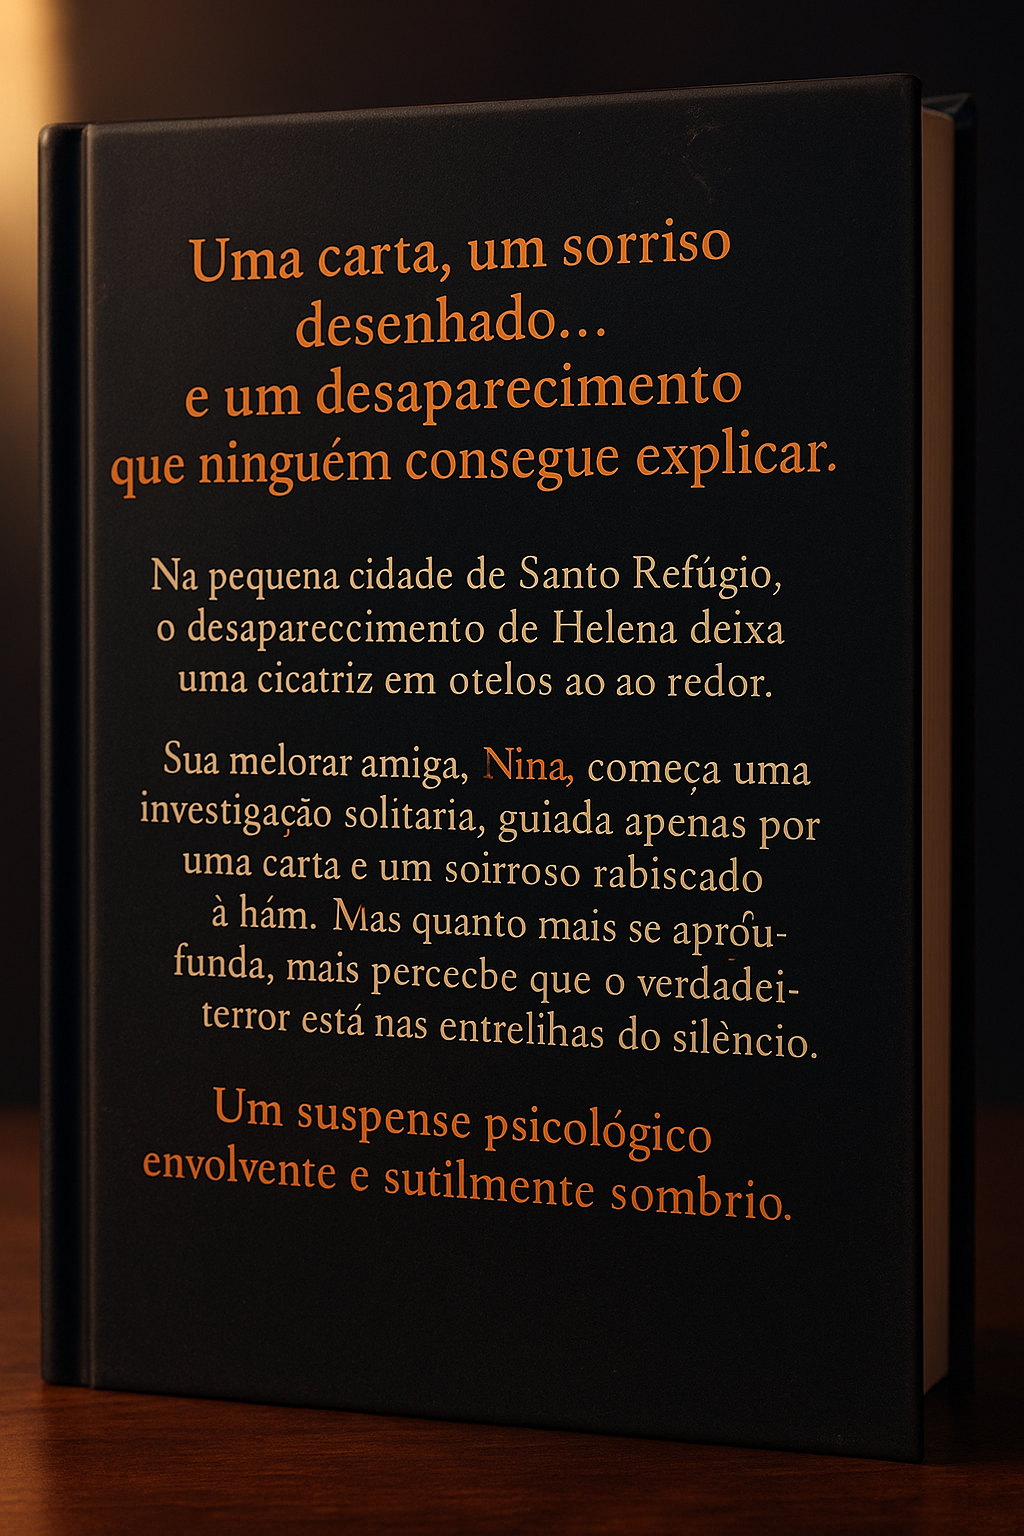 Uma carta, um sorriso
desenhado...
e um desaparecimento
que ninguém consegue explicar.
Na pequena cidade de Santo Refúgio,
o desapareccimento de Helena deixa
uma cicatriz em otelos ao ao redor.
Sua melorar amiga, Nina, começa uma
investigação solitaria, guiada apenas por
uma carta e um soirroso rabiscado
à hám. Mas quanto mais se apróu-
funda, mais percecbe que o verdadei-
terror está nas entrelihas do silèncio.
Um suspense psicológico
envolvente e sutilmente sombrio.